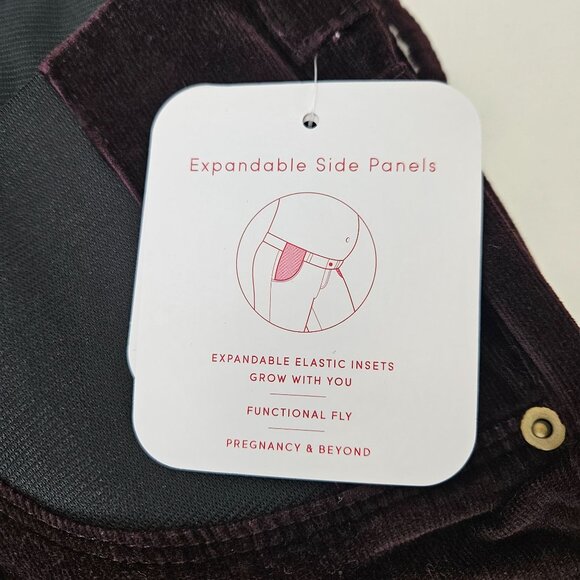 Expandable Side Panels
EXPANDABLE ELASTIC INSETS
GROW WITH YOU
FUNCTIONAL FLY
PREGNANCY & BEYOND